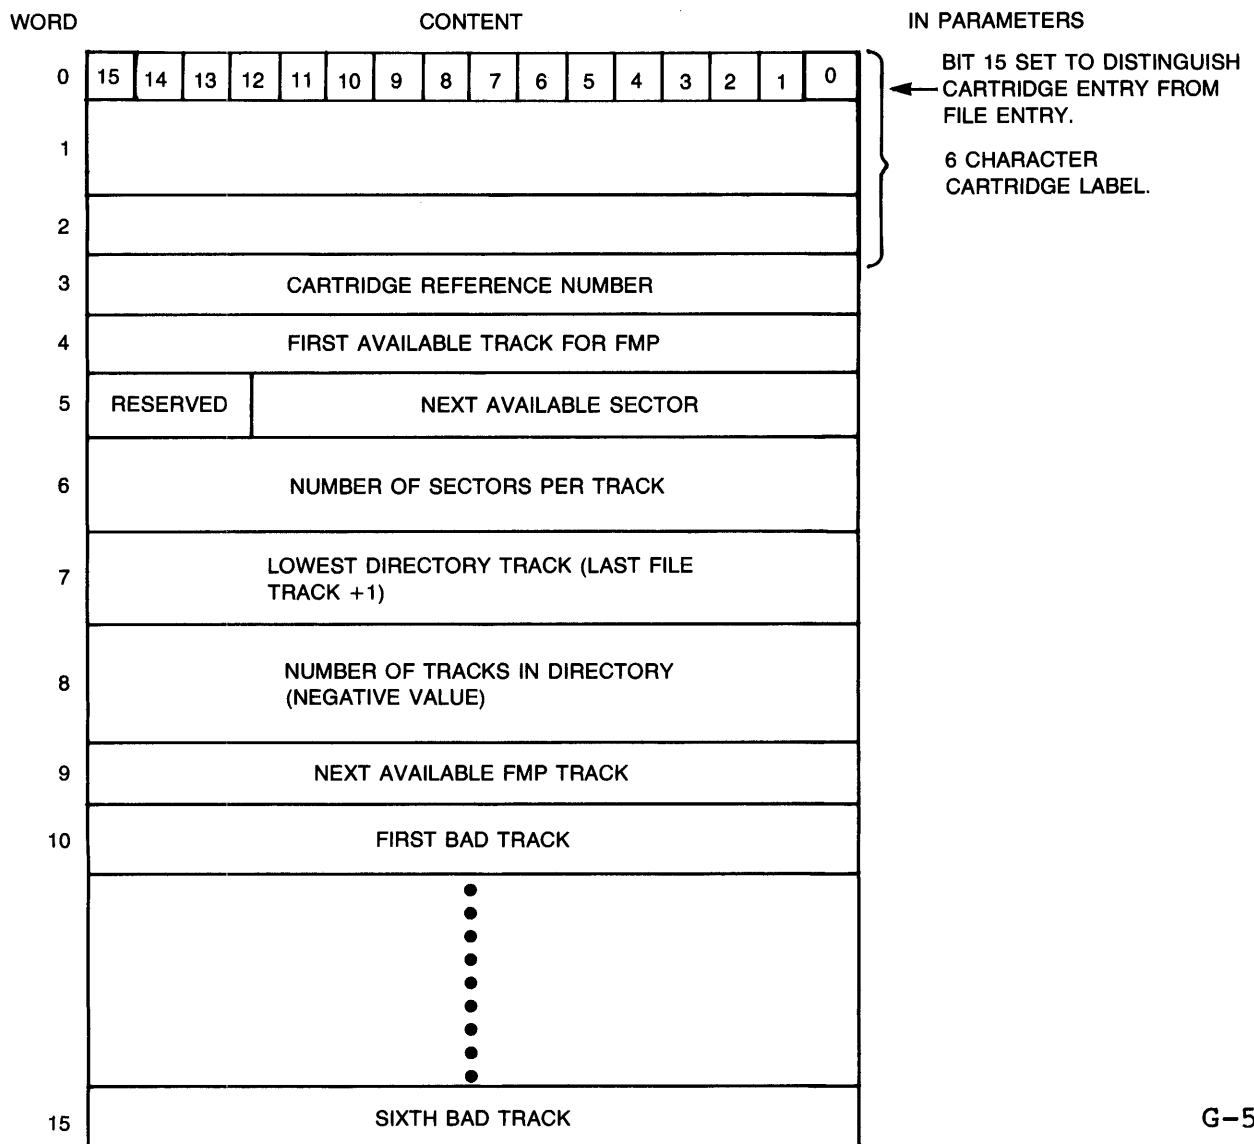 WORD CONTENT IN PARAMETERS
0 15 14 13 12 11 10 9 8 7 6 5 4 3 2 1 0
BIT 15 SET TO DISTINGUISH
CARTRIDGE ENTRY FROM
FILE ENTRY.
1
6 CHARACTER
CARTRIDGE LABEL.
2
3 CARTRIDGE REFERENCE NUMBER
4 FIRST AVAILABLE TRACK FOR FMP
5 RESERVED NEXT AVAILABLE SECTOR
6 NUMBER OF SECTORS PER TRACK
7 LOWEST DIRECTORY TRACK (LAST FILE
TRACK +1)
8 NUMBER OF TRACKS IN DIRECTORY
(NEGATIVE VALUE)
9 NEXT AVAILABLE FMP TRACK
10 FIRST BAD TRACK
15 SIXTH BAD TRACK
G-5